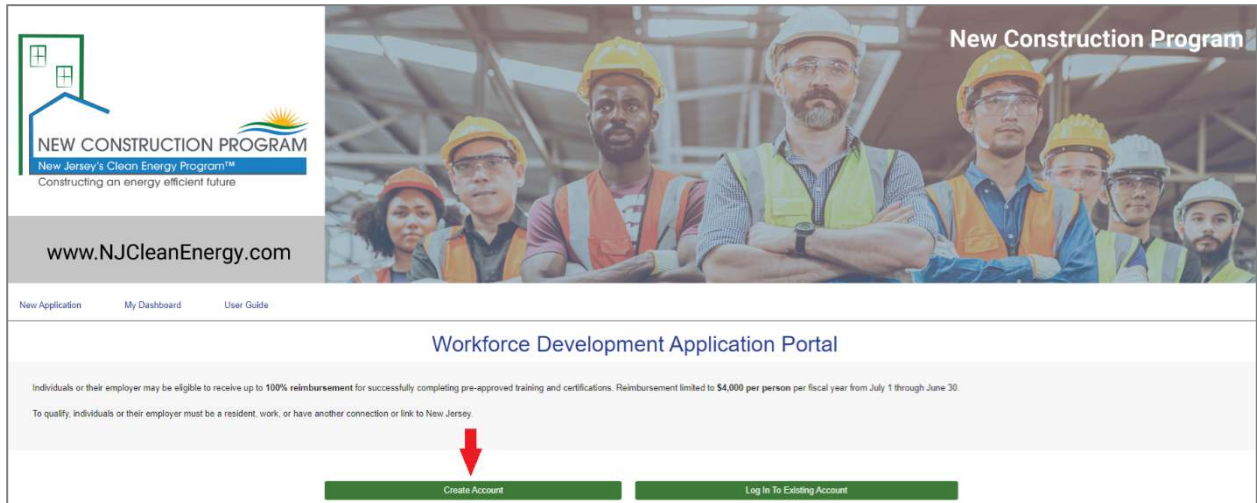 New Construction Program
NEW CONSTRUCTION PROGRAM
New Jersey's Clean Energy Program™
Constructing an energy efficient future
www.NJCleanEnergy.com
New Application
My Dashboard
User Guide
Workforce Development Application Portal
Individuals or their employer may be eligible to receive up to 100% reimbursement for successfully completing pre-approved training and certifications. Reimbursement limited to $4,000 per person per fiscal year from July 1 through June 30.
To qualify, individuals or their employer must be a resident, work, or have another connection or link to New Jersey.
Create Account
Log In To Existing Account